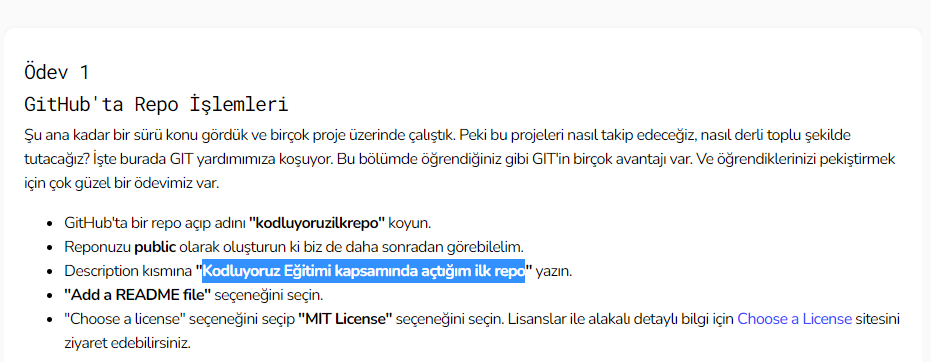 Ödev 1
GitHub'ta Repo İşlemleri
Şu ana kadar bir sürü konu gördük ve birçok proje üzerinde çalıştık. Peki bu projeleri nasıl takip edeceğiz, nasıl derli toplu şekilde
tutacağız? İşte burada GIT yardımımıza koşuyor. Bu bölümde öğrendiğiniz gibi GIT'in birçok avantajı var. Ve öğrendiklerinizi pekiştirmek
için çok güzel bir ödevimiz var.
• GitHub'ta bir repo açıp adını "kodluyoruzilkrepo" koyun.
• Reponuzu public olarak oluşturun ki biz de daha sonradan görebilelim.
• Description kısmına "Kodluyoruz Eğitimi kapsamında açtığım ilk repo" yazın.
• "Add a README file" seçeneğini seçin.
• "Choose a license" seçeneğini seçip "MIT License" seçeneğini seçin. Lisanslar ile alakalı detaylı bilgi için Choose a License sitesini
ziyaret edebilirsiniz.